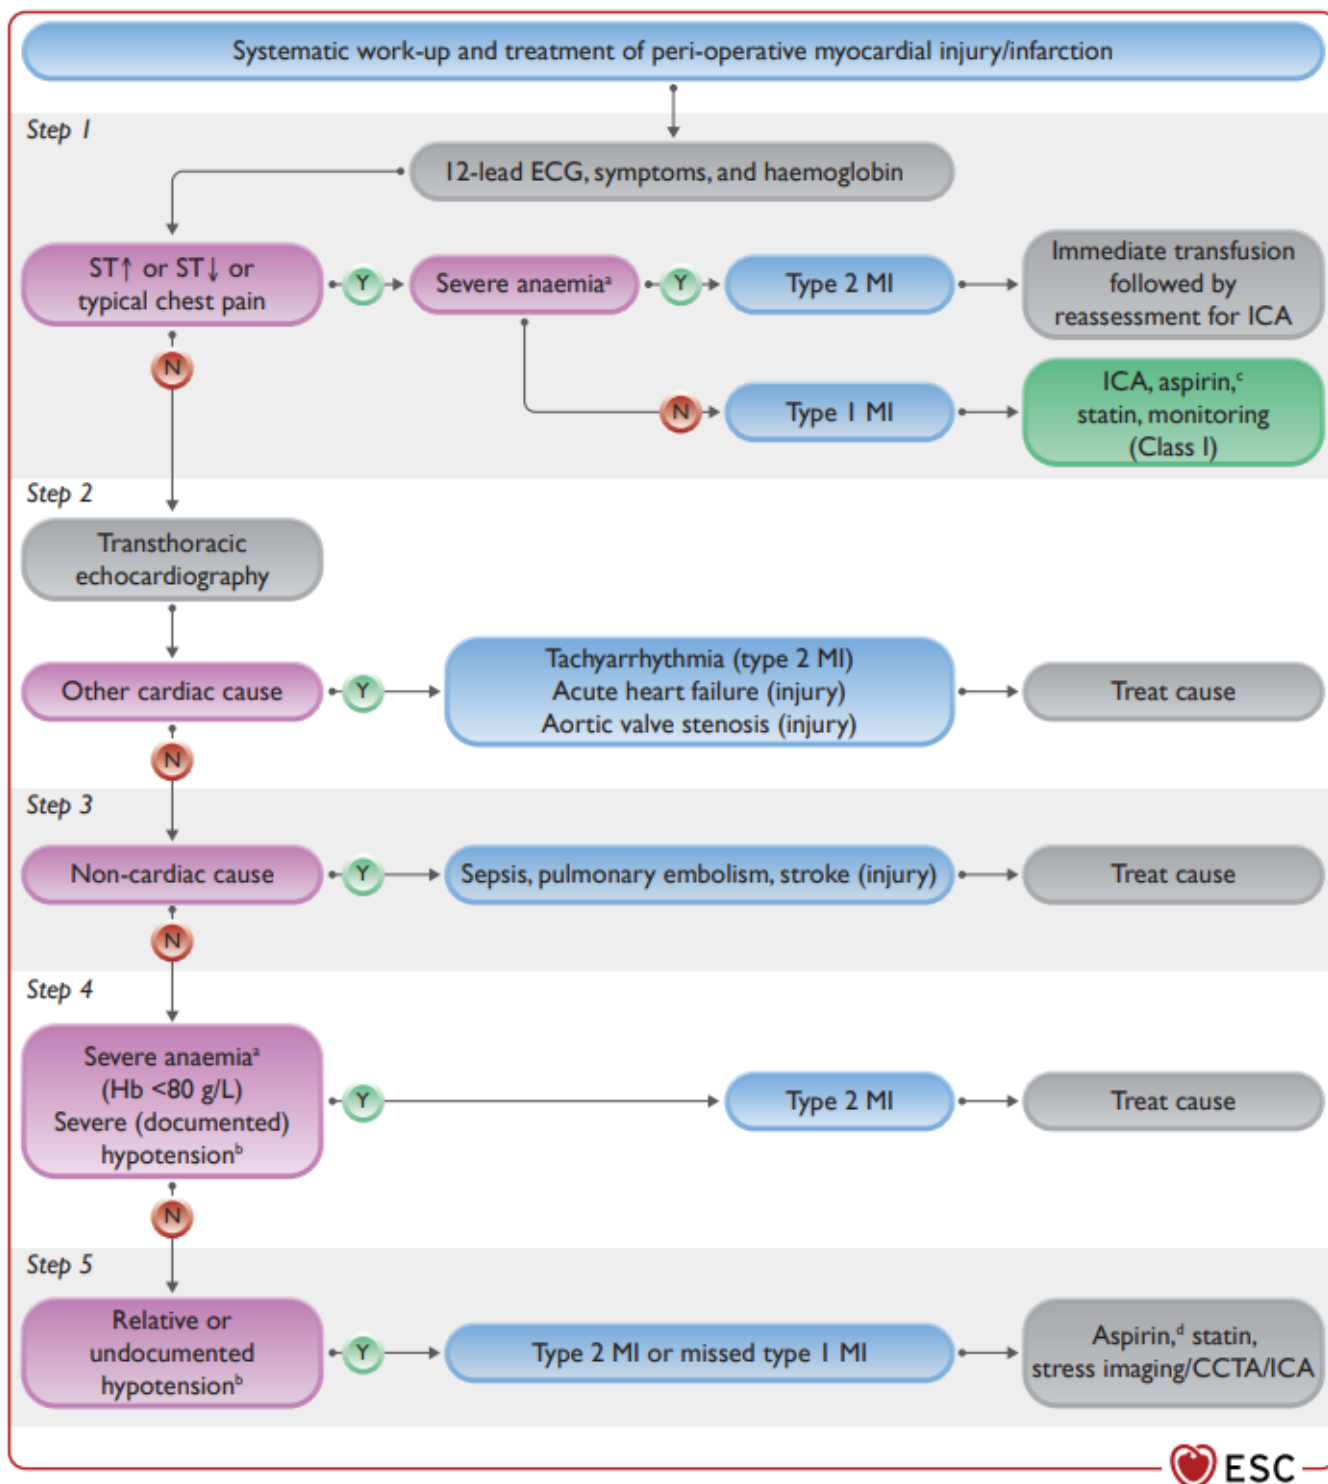 Systematic work-up and treatment of peri-operative myocardial injury/infarction
Step 1
12-lead ECG, symptoms, and haemoglobin
ST↑ or ST↓ or
typical chest pain
Y
Severe anaemiaᵃ
Y
Type 2 MI
Immediate transfusion
followed by
reassessment for ICA
N
N
Type 1 MI
ICA, aspirin,ᶜ
statin, monitoring
(Class I)
Step 2
Transthoracic
echocardiography
Other cardiac cause
Y
Tachyarrhythmia (type 2 MI)
Acute heart failure (injury)
Aortic valve stenosis (injury)
Treat cause
N
Step 3
Non-cardiac cause
Y
Sepsis, pulmonary embolism, stroke (injury)
Treat cause
N
Step 4
Severe anaemiaᵃ
(Hb <80 g/L)
Severe (documented)
hypotensionᵇ
Y
Type 2 MI
Treat cause
N
Step 5
Relative or
undocumented
hypotensionᵇ
Y
Type 2 MI or missed type 1 MI
Aspirin,ᵈ statin,
stress imaging/CCTA/ICA
ESC